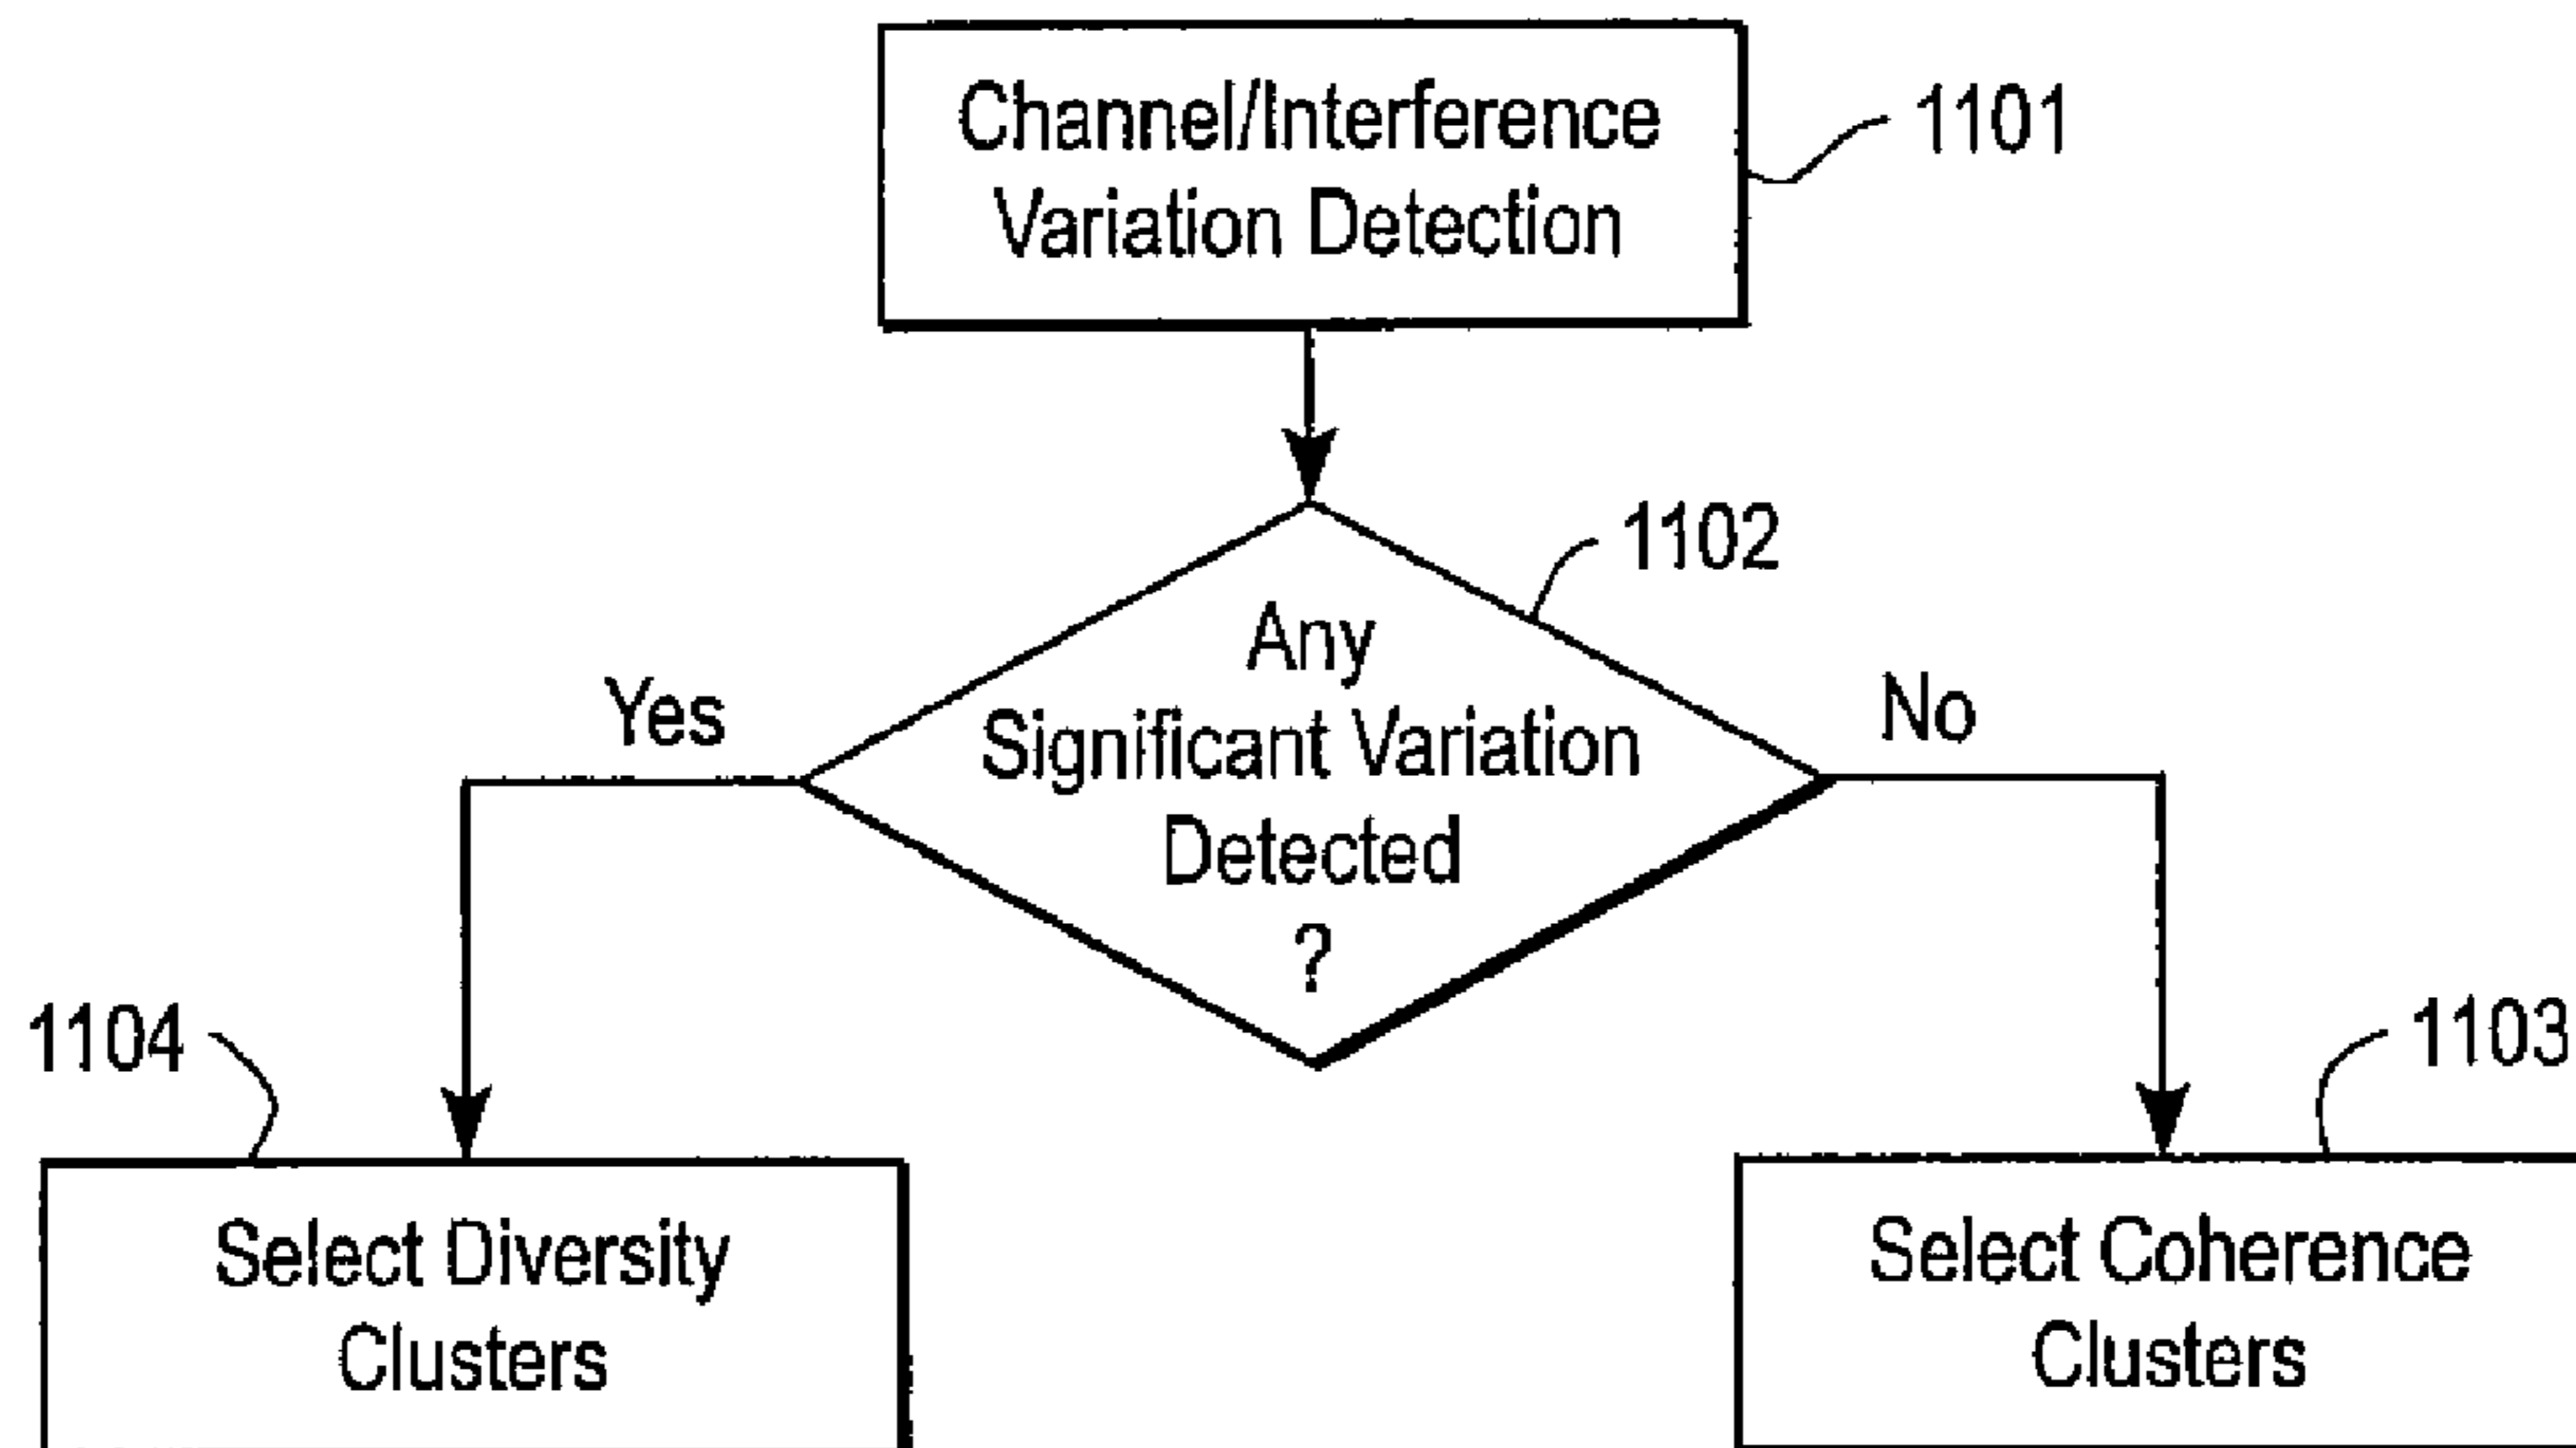 Channel/Interference
Variation Detection
1101
1102
Any
Significant Variation
Detected
?
Yes
No
1104
1103
Select Diversity
Clusters
Select Coherence
Clusters